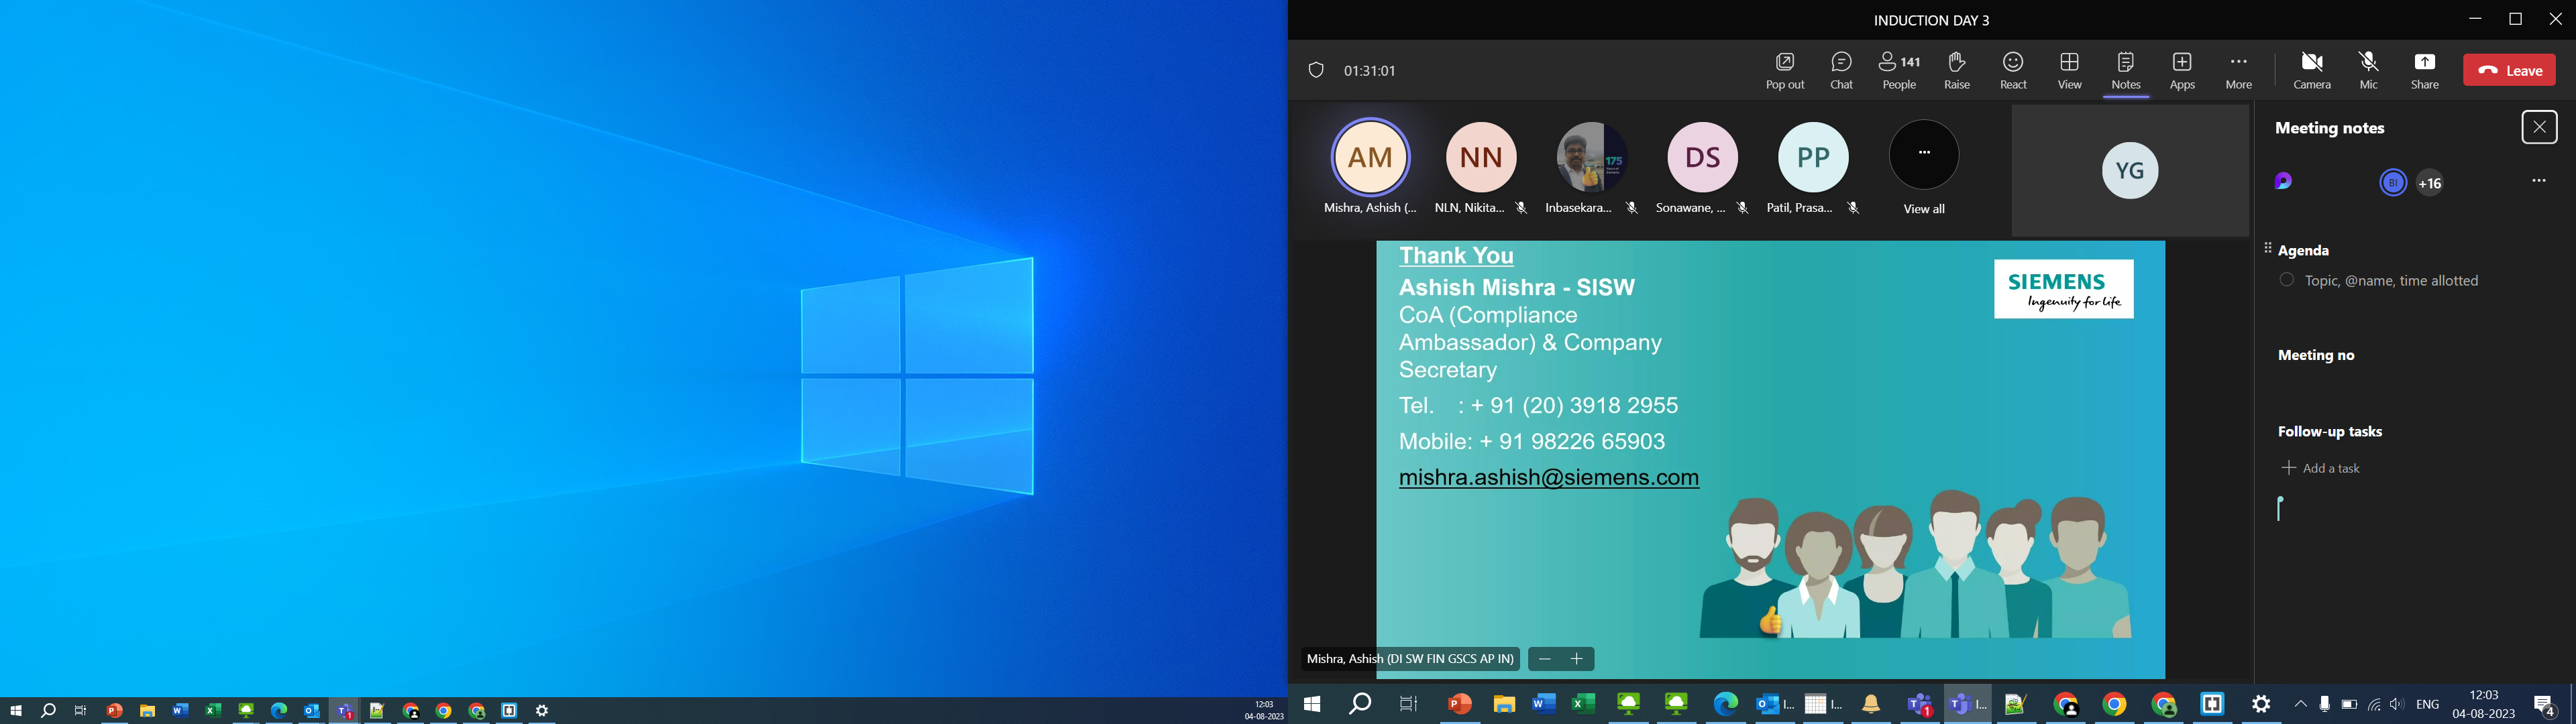 INDUCTION DAY 3
01:31:01
Pop out
Chat
141
People
Raise
React
View
Notes
Apps
More
Camera
Mic
Share
Leave
AM
NN
175
DS
PP
...
YG
Mishra, Ashish (...
NLN, Nikita...
Inbasekara...
Sonawane, ...
Patil, Prasa...
View all
Meeting notes
BI
+16
Agenda
Topic, @name, time allotted
Meeting no
Follow-up tasks
Add a task
Thank You
Ashish Mishra - SISW
CoA (Compliance
Ambassador) & Company
Secretary
Tel. : + 91 (20) 3918 2955
Mobile: + 91 98226 65903
mishra.ashish@siemens.com
SIEMENS
Ingenuity for life
Mishra, Ashish (DI SW FIN GSCS AP IN)
12:03
04-08-2023
I...
I...
I...
ENG
12:03
04-08-2023
4